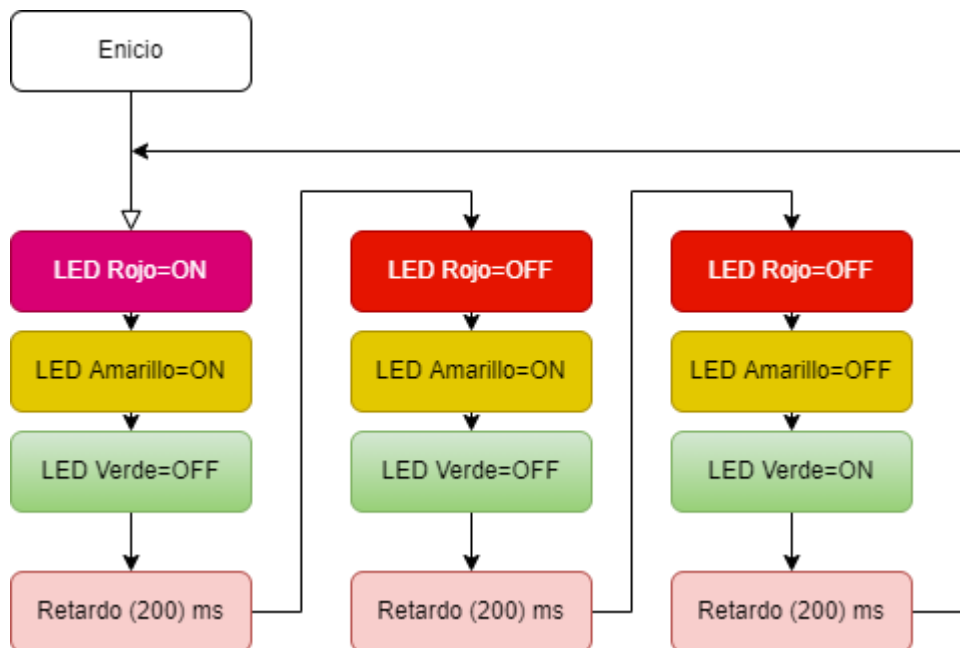 Enicio
LED Rojo=ON
LED Amarillo=ON
LED Verde=OFF
Retardo (200) ms
LED Rojo=OFF
LED Amarillo=ON
LED Verde=OFF
Retardo (200) ms
LED Rojo=OFF
LED Amarillo=OFF
LED Verde=ON
Retardo (200) ms